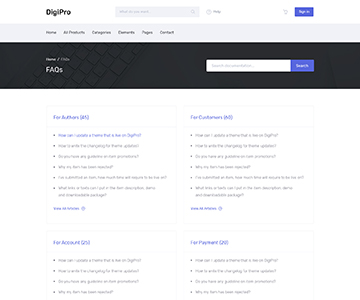 DigiPro
Help
Sign In
Home All Products Categories Elements Pages Contact
Home / FAQs
FAQs
Search documentation ...
Search
For Authors (45)
How can I update a theme that is live on DigiPro?
How to write the changelog for theme updates?
Do you have any guideline on item promotions?
Why my item has been rejected?
I've submitted an item, how much time will require to be live on?
What links or texts can I put in the item description, demo
and downloadable package?
View All Articles
For Customers (60)
How can I update a theme that is live on DigiPro?
How to write the changelog for theme updates?
Do you have any guideline on item promotions?
Why my item has been rejected?
I've submitted an item, how much time will require to be live on?
What links or texts can I put in the item description, demo
and downloadable package?
View All Articles
For Account (25)
How can I update a theme that is live on DigiPro?
How to write the changelog for theme updates?
Do you have any guideline on item promotions?
Why my item has been rejected?
For Payment (20)
How can I update a theme that is live on DigiPro?
How to write the changelog for theme updates?
Do you have any guideline on item promotions?
Why my item has been rejected?